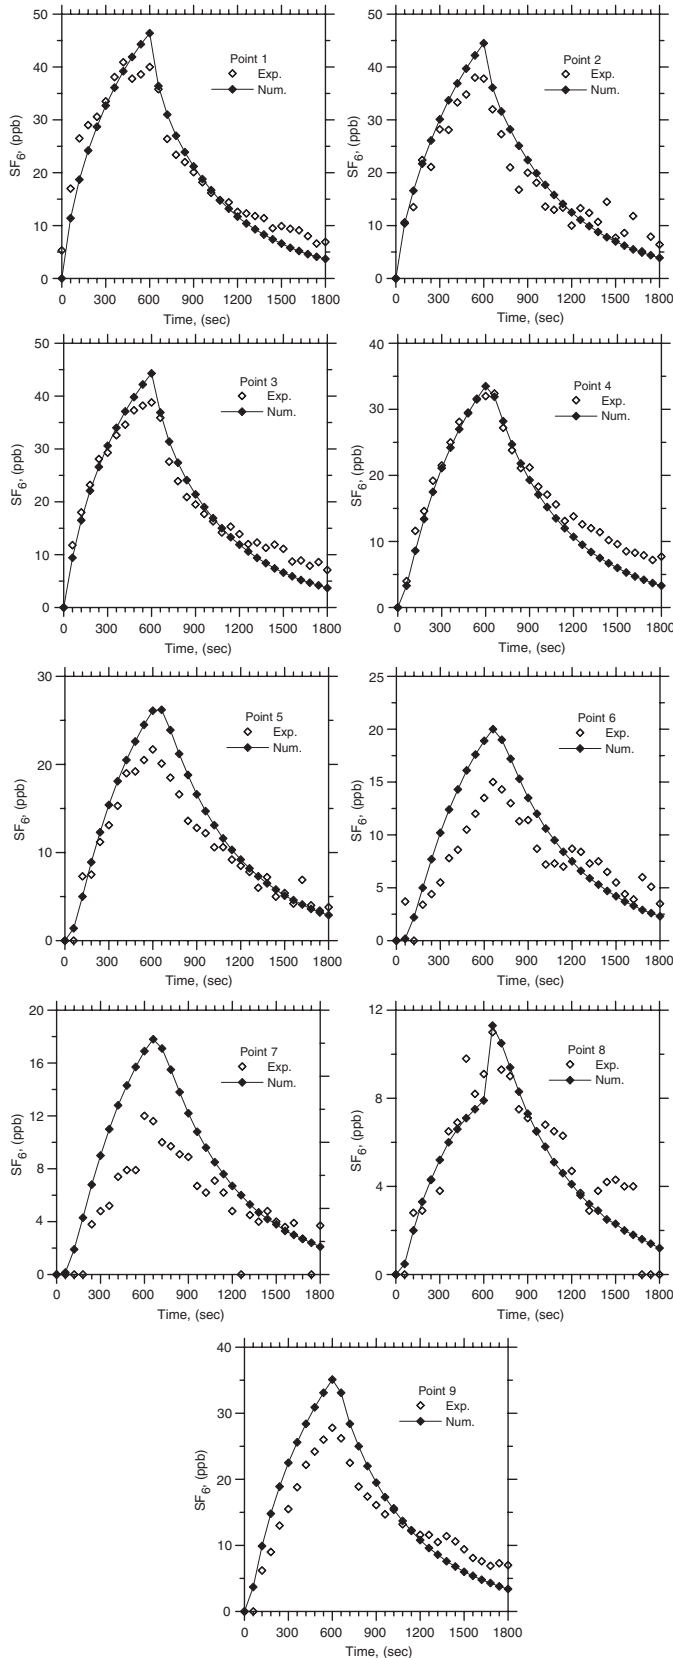 50
40
30
20
10
0
SF6, (ppb)
Point 1
Exp.
Num.
0 300 600 900 1200 1500 1800
Time, (sec)
50
40
30
20
10
0
SF6, (ppb)
Point 2
Exp.
Num.
0 300 600 900 1200 1500 1800
Time, (sec)
50
40
30
20
10
0
SF6, (ppb)
Point 3
Exp.
Num.
0 300 600 900 1200 1500 1800
Time, (sec)
40
30
20
10
0
SF6, (ppb)
Point 4
Exp.
Num.
0 300 600 900 1200 1500 1800
Time, (sec)
30
20
10
0
SF6, (ppb)
Point 5
Exp.
Num.
0 300 600 900 1200 1500 1800
Time, (sec)
25
20
15
10
5
0
SF6, (ppb)
Point 6
Exp.
Num.
0 300 600 900 1200 1500 1800
Time, (sec)
20
16
12
8
4
0
SF6, (ppb)
Point 7
Exp.
Num.
0 300 600 900 1200 1500 1800
Time, (sec)
12
8
4
0
SF6, (ppb)
Point 8
Exp.
Num.
0 300 600 900 1200 1500 1800
Time, (sec)
40
30
20
10
0
SF6, (ppb)
Point 9
Exp.
Num.
0 300 600 900 1200 1500 1800
Time, (sec)